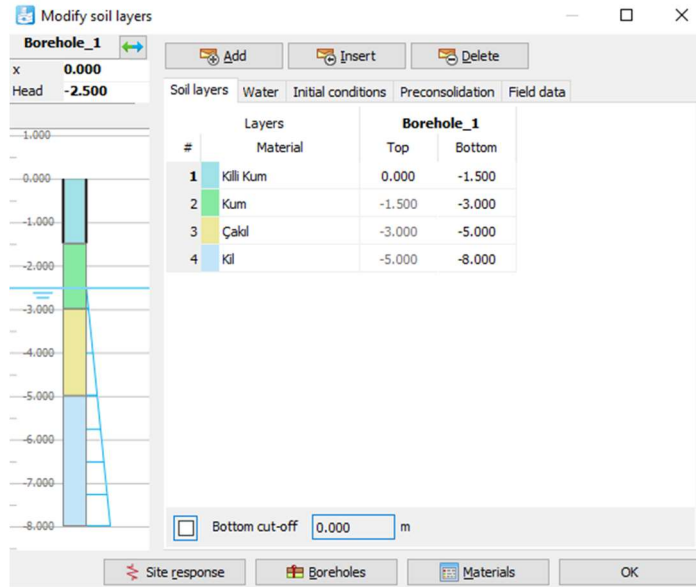 Modify soil layers
Borehole_1
x 0.000
Head -2.500
1.000
0.000
-1.000
-2.000
-3.000
-4.000
-5.000
-6.000
-7.000
-8.000
Add Insert Delete
Soil layers Water Initial conditions Preconsolidation Field data
Layers Borehole_1
# Material Top Bottom
1 Killi Kum 0.000 -1.500
2 Kum -1.500 -3.000
3 Çakıl -3.000 -5.000
4 Kil -5.000 -8.000
Bottom cut-off 0.000 m
Site response Boreholes Materials OK